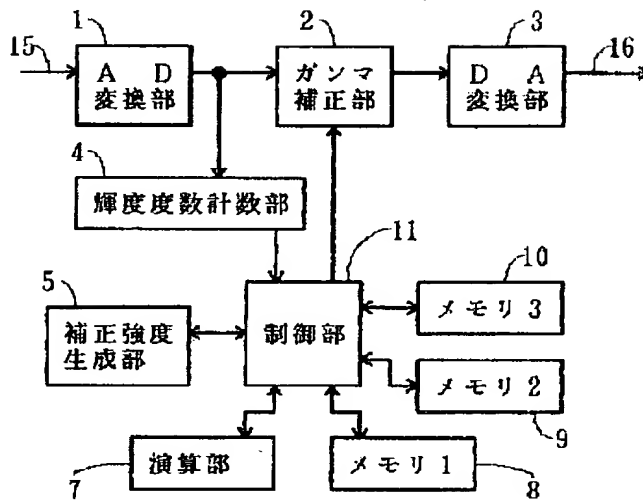 1
2
3
15
A D
変換部
ガンマ
補正部
D A
変換部
16
4
輝度度数計数部
11
5
10
補正強度
生成部
制御部
メモリ3
メモリ2
9
演算部
メモリ1
7
8